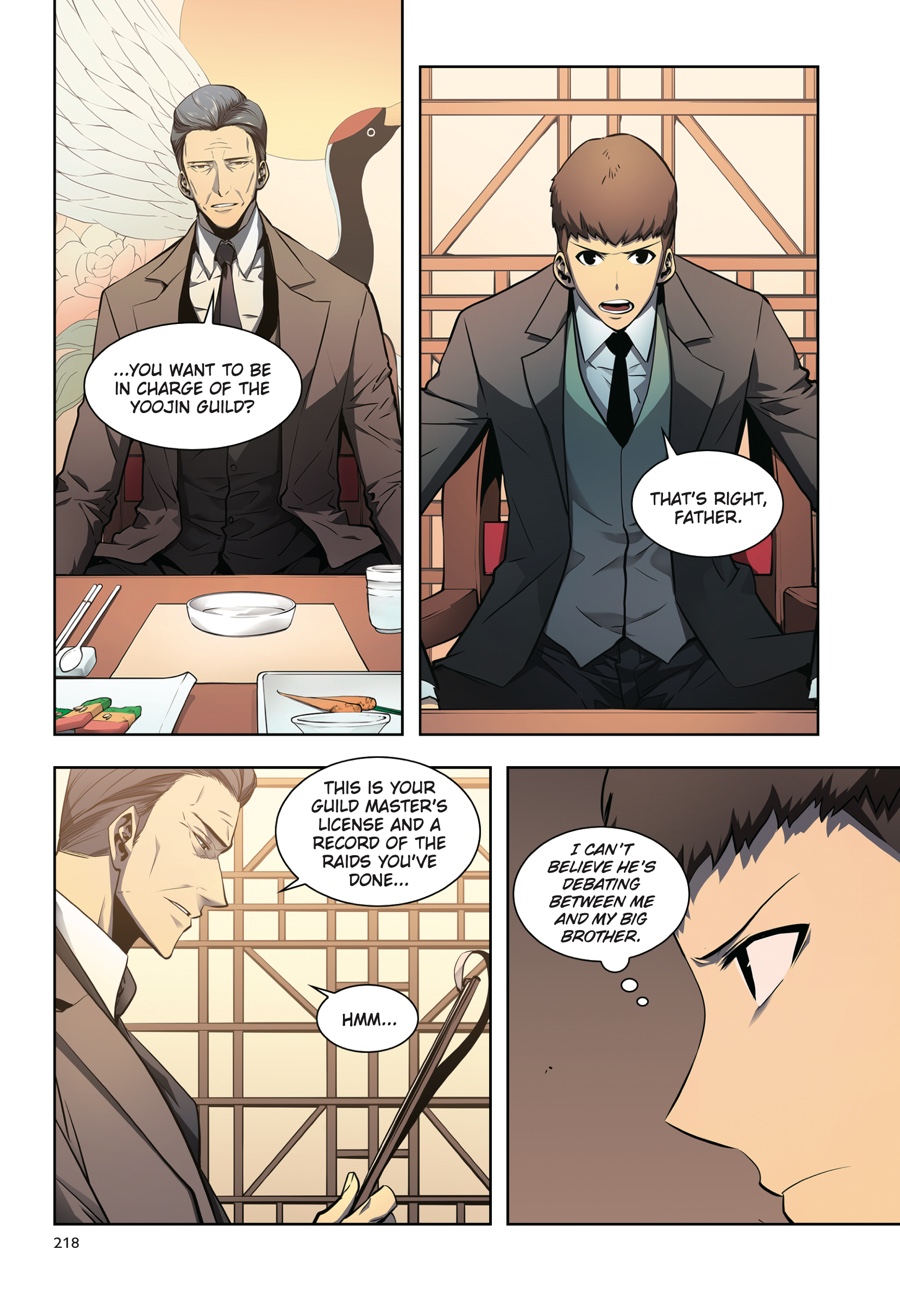 ...YOU WANT TO BE
IN CHARGE OF THE
YOOJIN GUILD?
THAT'S RIGHT,
FATHER.
THIS IS YOUR
GUILD MASTER'S
LICENSE AND A
RECORD OF THE
RAIDS YOU'VE
DONE...
HMM...
I CAN'T
BELIEVE HE'S
DEBATING
BETWEEN ME
AND MY BIG
BROTHER.
218